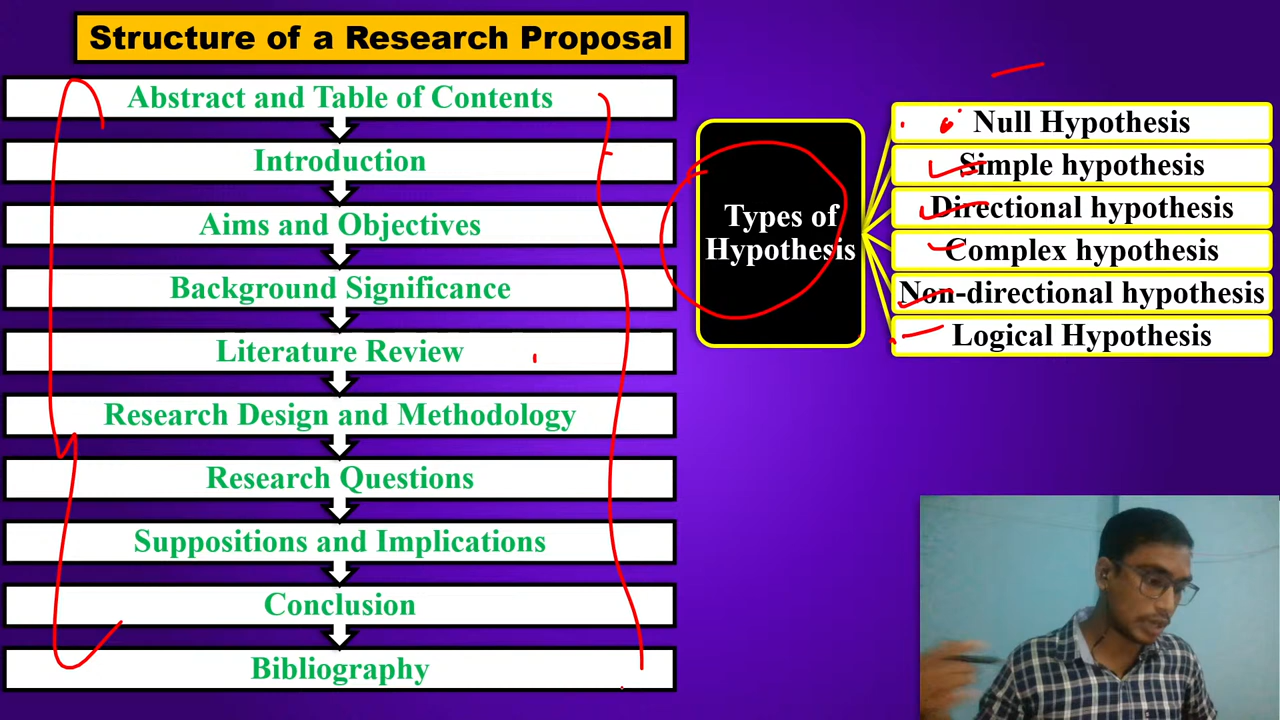 Structure of a Research Proposal
Abstract and Table of Contents
Introduction
Aims and Objectives
Background Significance
Literature Review
Research Design and Methodology
Research Questions
Suppositions and Implications
Conclusion
Bibliography
Types of
Hypothesis
Null Hypothesis
Simple hypothesis
Directional hypothesis
Complex hypothesis
Non-directional hypothesis
Logical Hypothesis